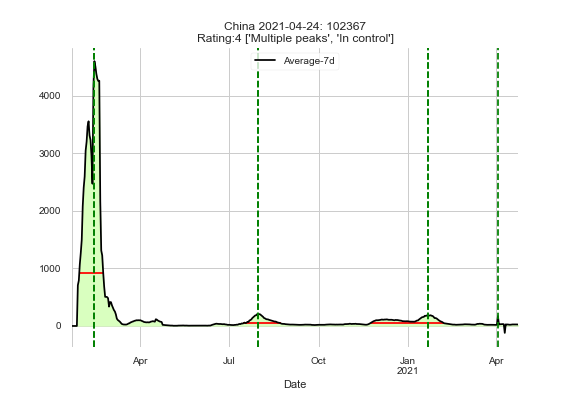 China 2021-04-24: 102367
Rating:4 ['Multiple peaks', 'In control']
Average-7d
4000
3000
2000
1000
0
Apr
Jul
Oct
Jan
2021
Apr
Date